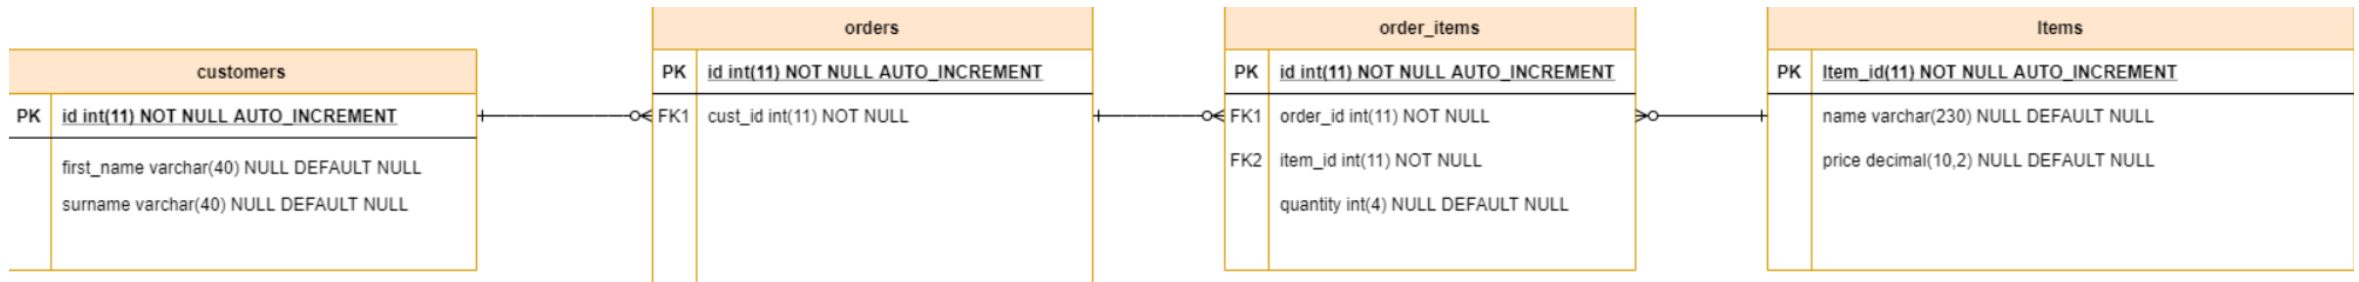 customers
PK id int(11) NOT NULL AUTO_INCREMENT
first_name varchar(40) NULL DEFAULT NULL
surname varchar(40) NULL DEFAULT NULL
orders
PK id int(11) NOT NULL AUTO_INCREMENT
FK1 cust_id int(11) NOT NULL
order_items
PK id int(11) NOT NULL AUTO_INCREMENT
FK1 order_id int(11) NOT NULL
FK2 item_id int(11) NOT NULL
quantity int(4) NULL DEFAULT NULL
Items
PK Item_id(11) NOT NULL AUTO_INCREMENT
name varchar(230) NULL DEFAULT NULL
price decimal(10,2) NULL DEFAULT NULL